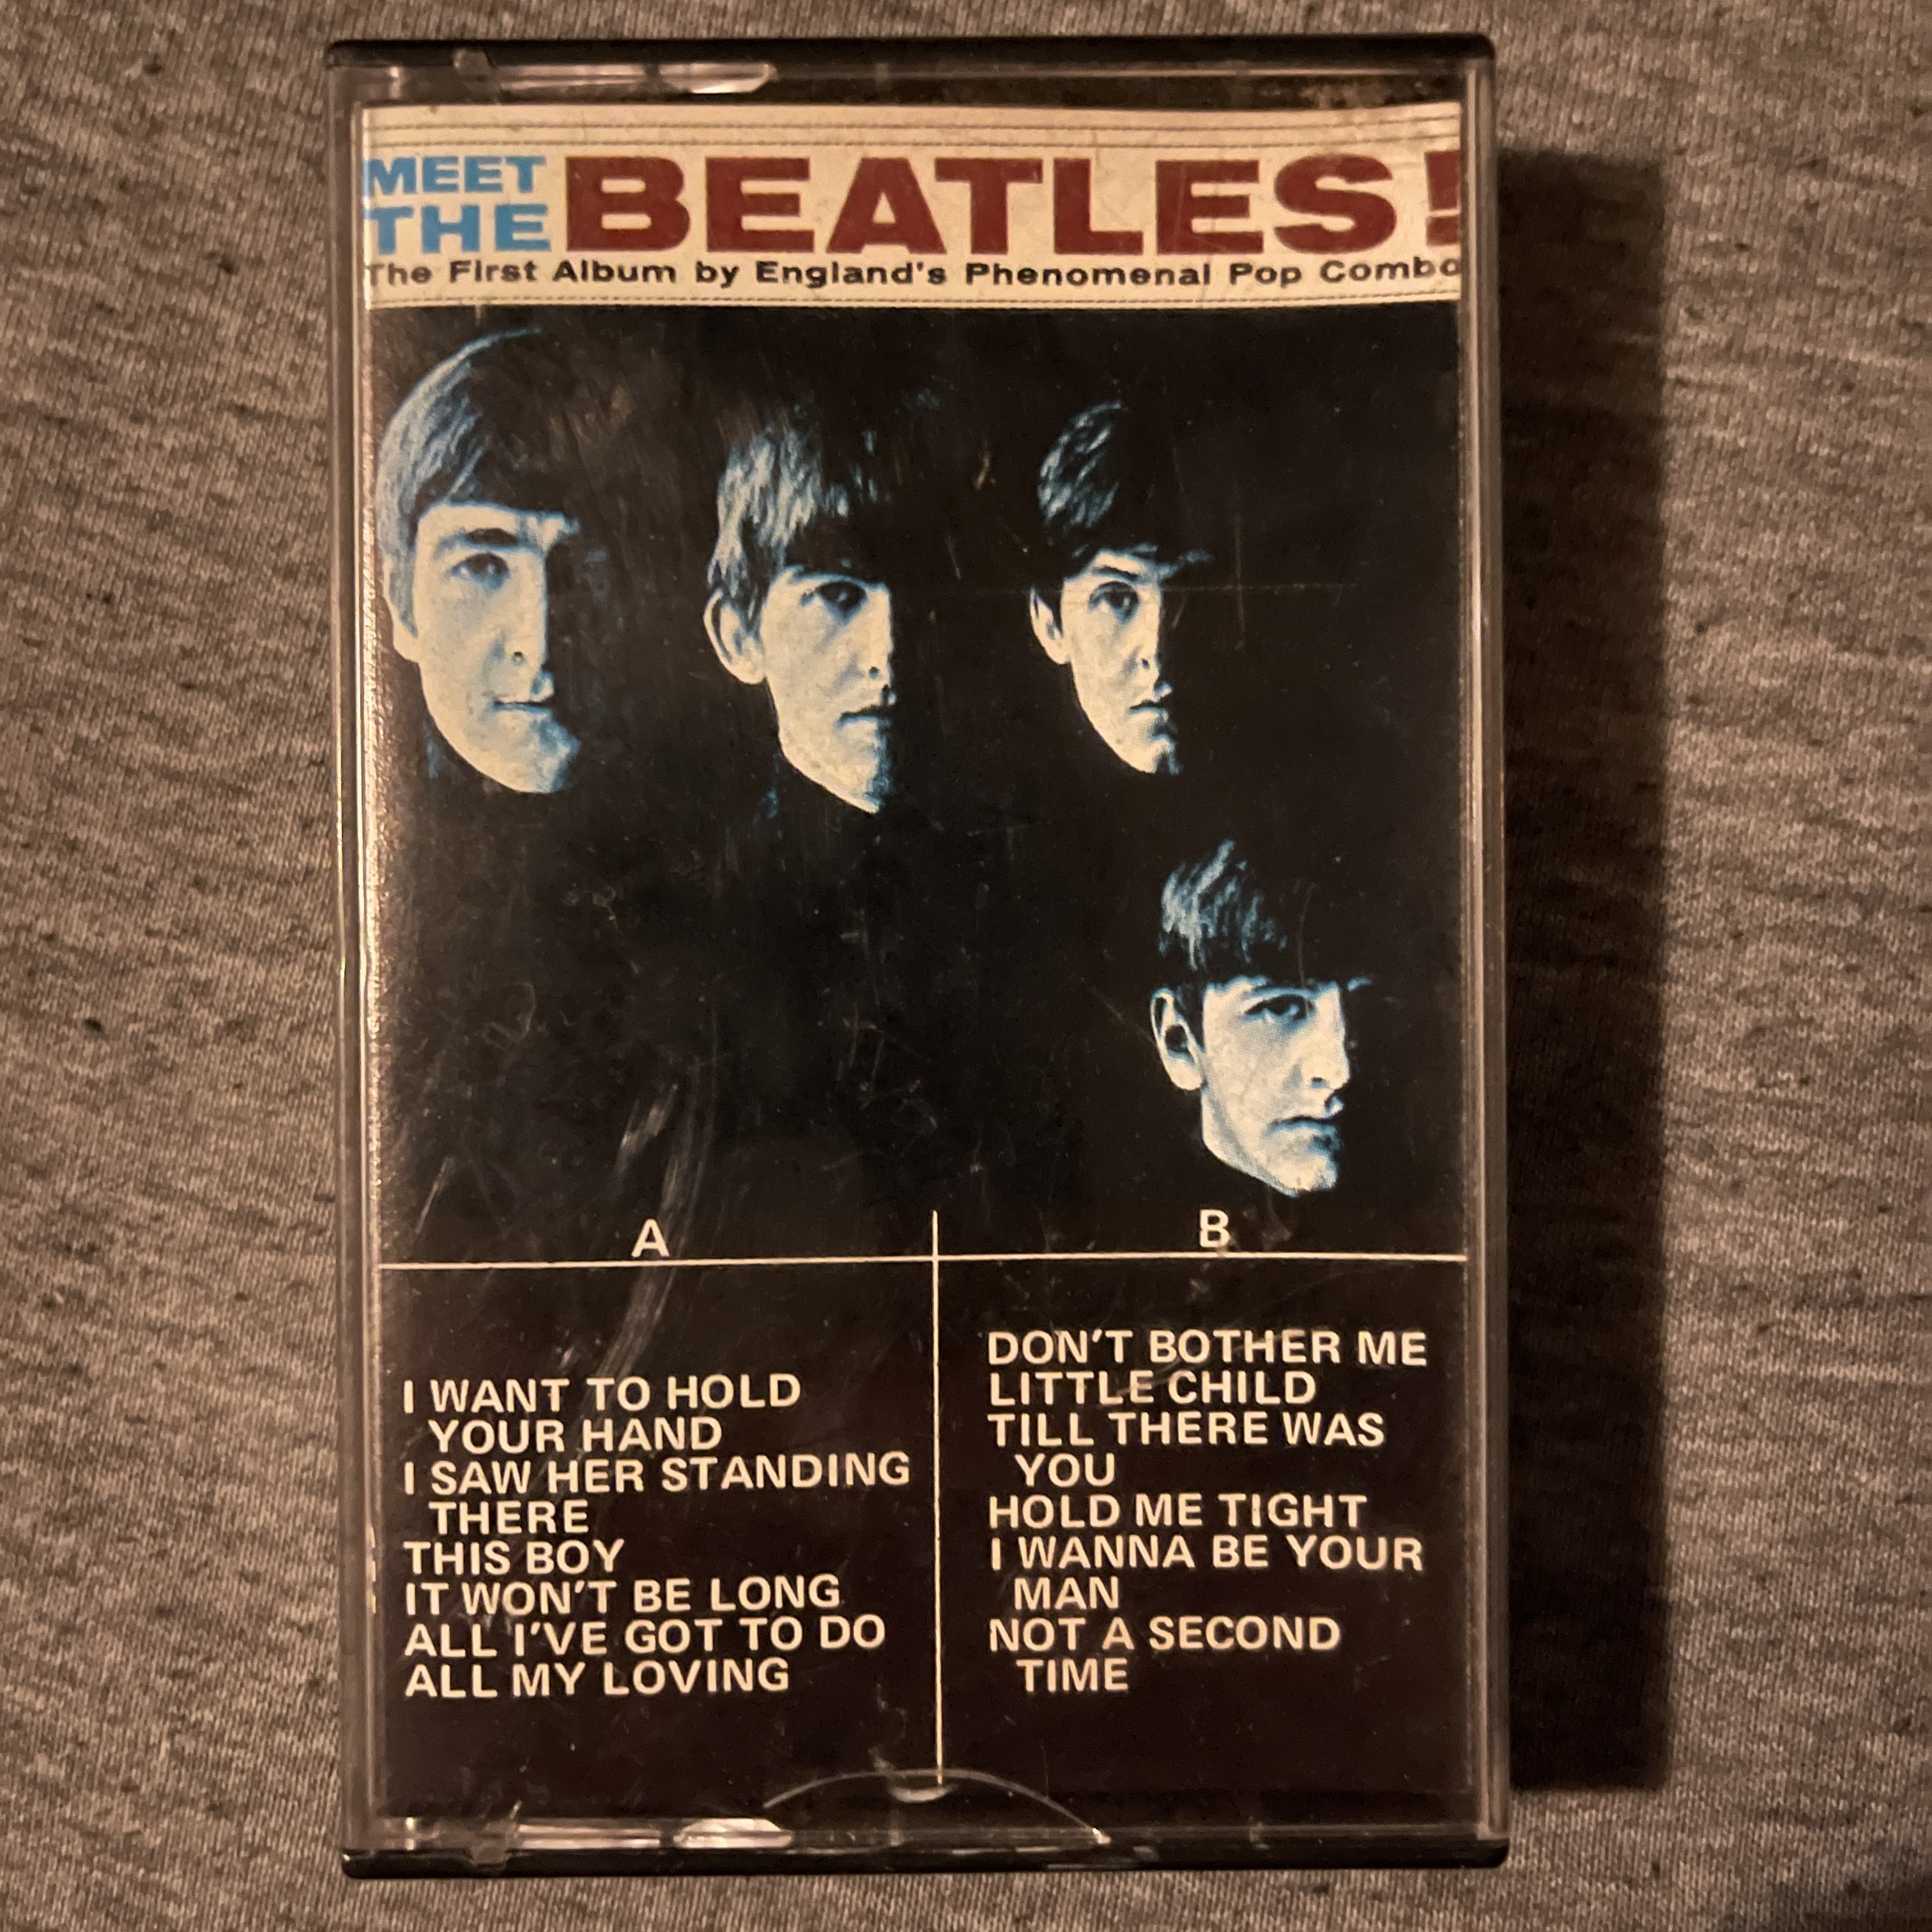 MEET
THE
BEATLES!
The First Album by England's Phenomenal Pop Combo
A
I WANT TO HOLD
YOUR HAND
I SAW HER STANDING
THERE
THIS BOY
IT WON'T BE LONG
ALL I'VE GOT TO DO
ALL MY LOVING
B
DON'T BOTHER ME
LITTLE CHILD
TILL THERE WAS
YOU
HOLD ME TIGHT
I WANNA BE YOUR
MAN
NOT A SECOND
TIME